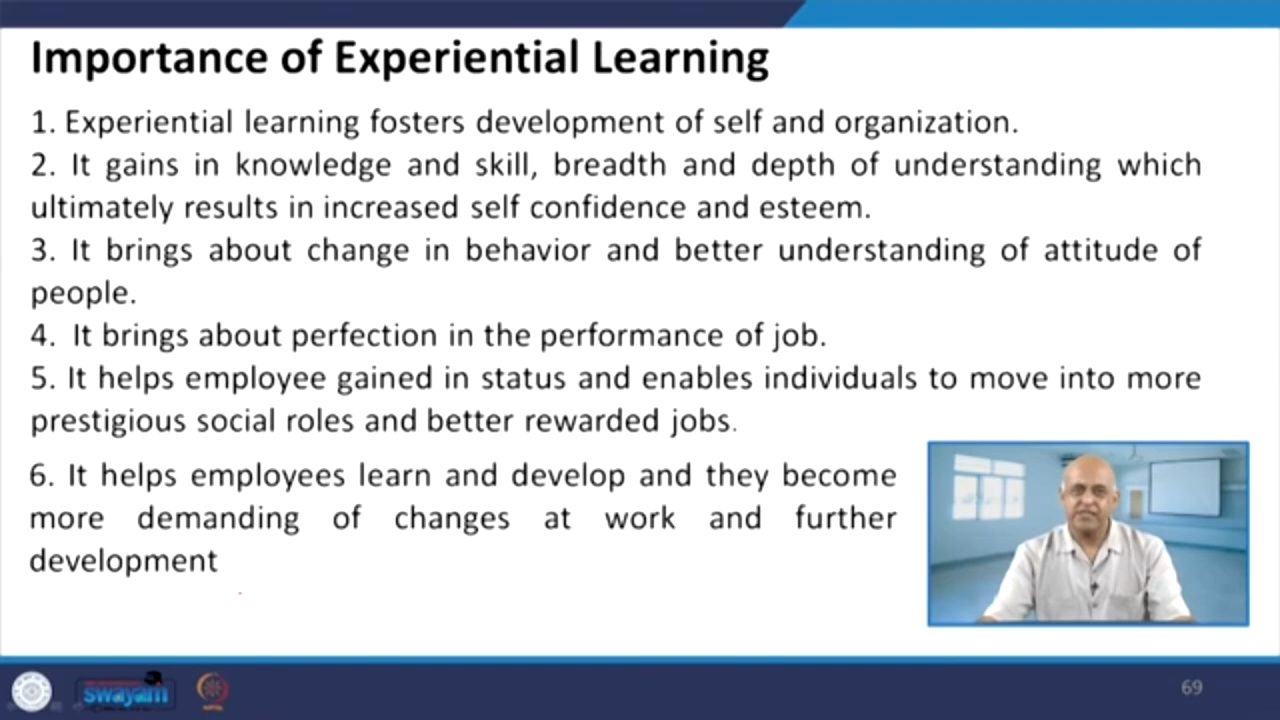 Importance of Experiential Learning
1. Experiential learning fosters development of self and organization.
2. It gains in knowledge and skill, breadth and depth of understanding which
ultimately results in increased self confidence and esteem.
3. It brings about change in behavior and better understanding of attitude of
people.
4. It brings about perfection in the performance of job.
5. It helps employee gained in status and enables individuals to move into more
prestigious social roles and better rewarded jobs.
6. It helps employees learn and develop and they become
more demanding of changes at work and further
development
swayam
69